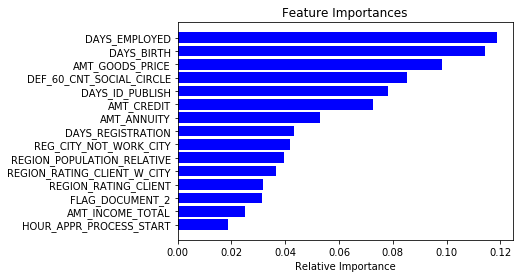 Feature Importances
DAYS_EMPLOYED
DAYS_BIRTH
AMT_GOODS_PRICE
DEF_60_CNT_SOCIAL_CIRCLE
DAYS_ID_PUBLISH
AMT_CREDIT
AMT_ANNUITY
DAYS_REGISTRATION
REG_CITY_NOT_WORK_CITY
REGION_POPULATION_RELATIVE
REGION_RATING_CLIENT_W_CITY
REGION_RATING_CLIENT
FLAG_DOCUMENT_2
AMT_INCOME_TOTAL
HOUR_APPR_PROCESS_START
0.00 0.02 0.04 0.06 0.08 0.10 0.12
Relative Importance